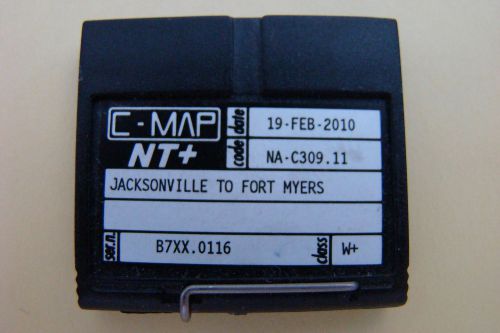 C-MAP
NT+
date 19-FEB-2010
code NA-C309.11
JACKSONVILLE TO FORT MYERS
ser.n. B7XX.0116 class W+